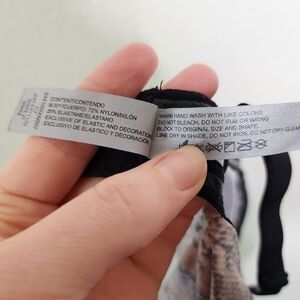 CONTENT/CONTENIDO
BODY/CUERPO: 72% NYLON/NILÓN
28% ELASTANE/ELASTANO
EXCLUSIVE OF ELASTIC AND DECORATION
EXCLUSIVO DE ELASTICO Y DECORACIÓN
WARM HAND WASH WITH LIKE COLORS
DO NOT BLEACH, DO NOT RUB OR WRING
BLOCK TO ORIGINAL SIZE AND SHAPE.
LINE DRY IN SHADE. DO NOT IRON, DO NOT DRY CLEAN